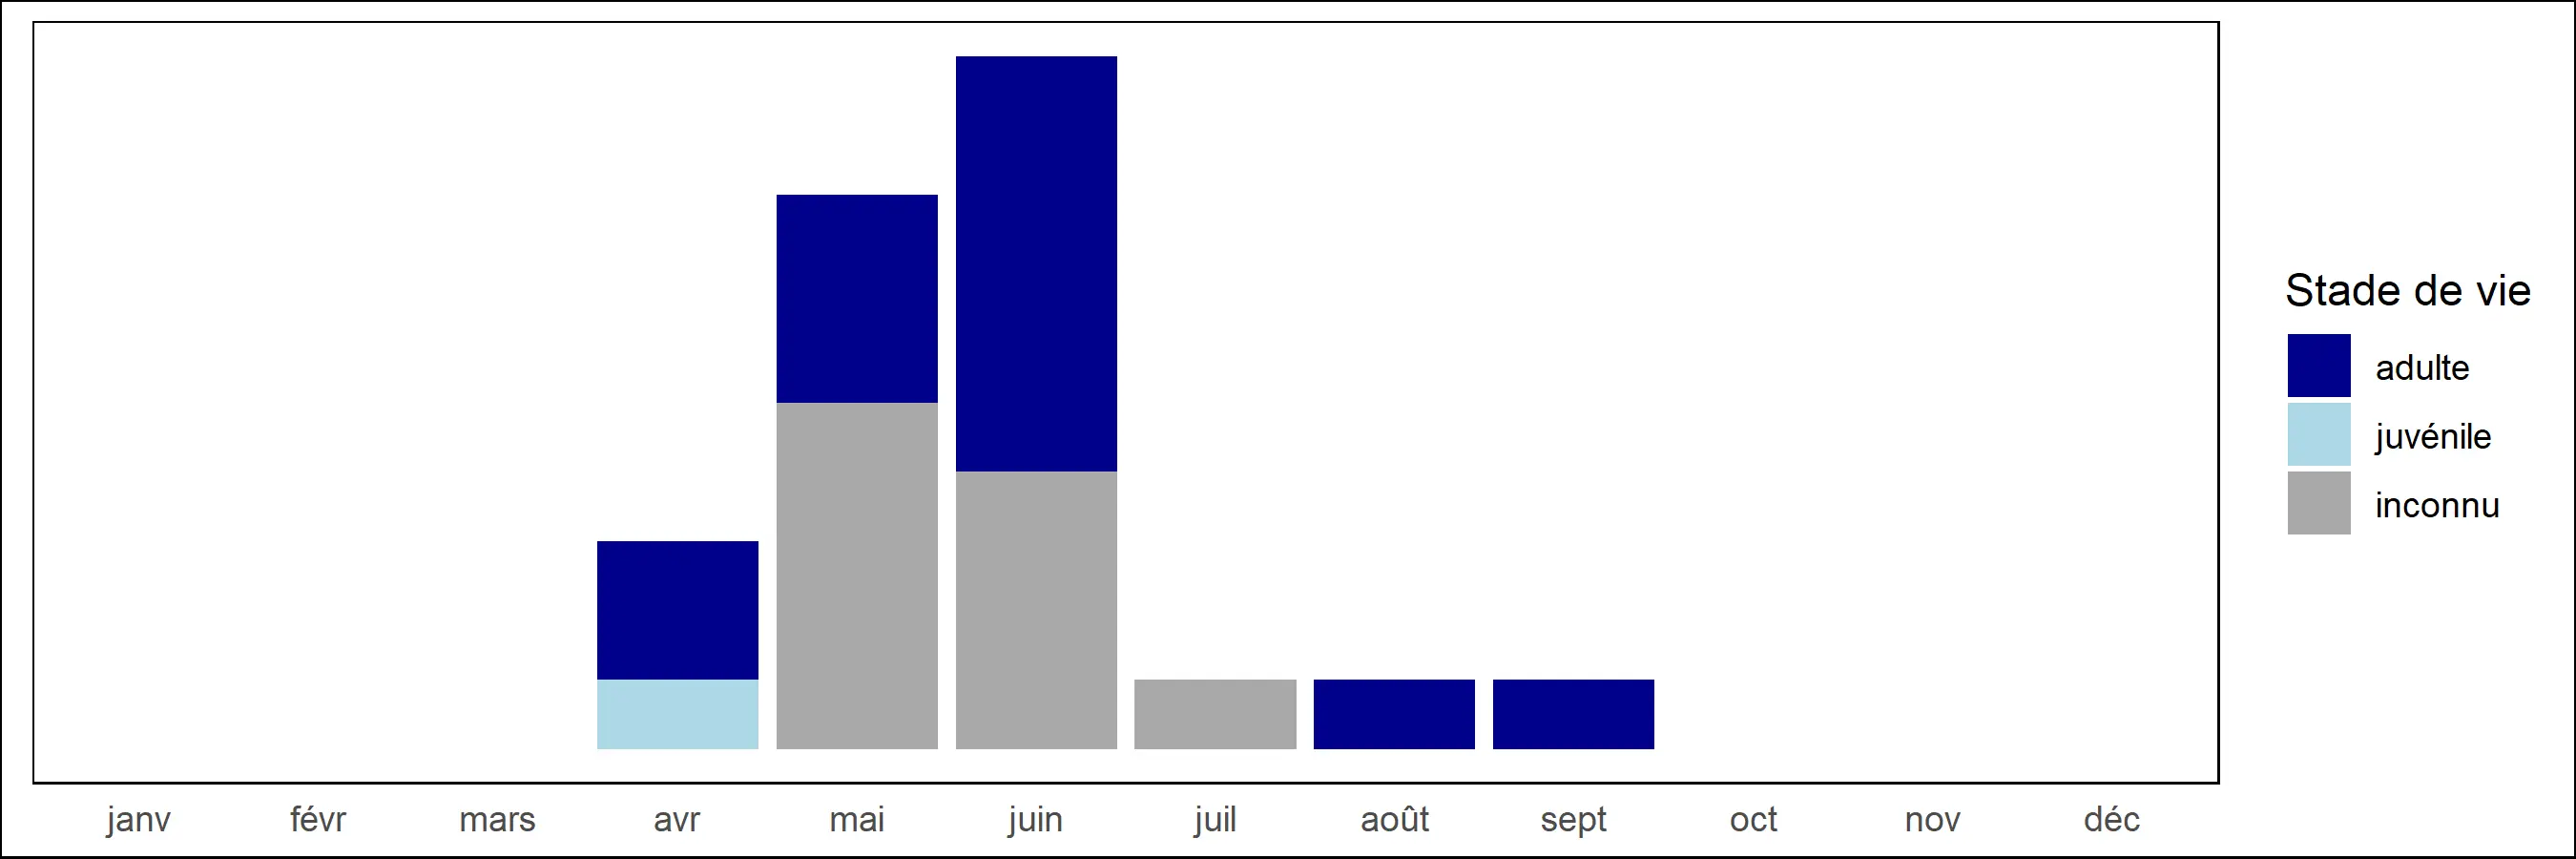 Stade de vie
adulte
juvénile
inconnu
janv févr mars avr mai juin juil août sept oct nov déc